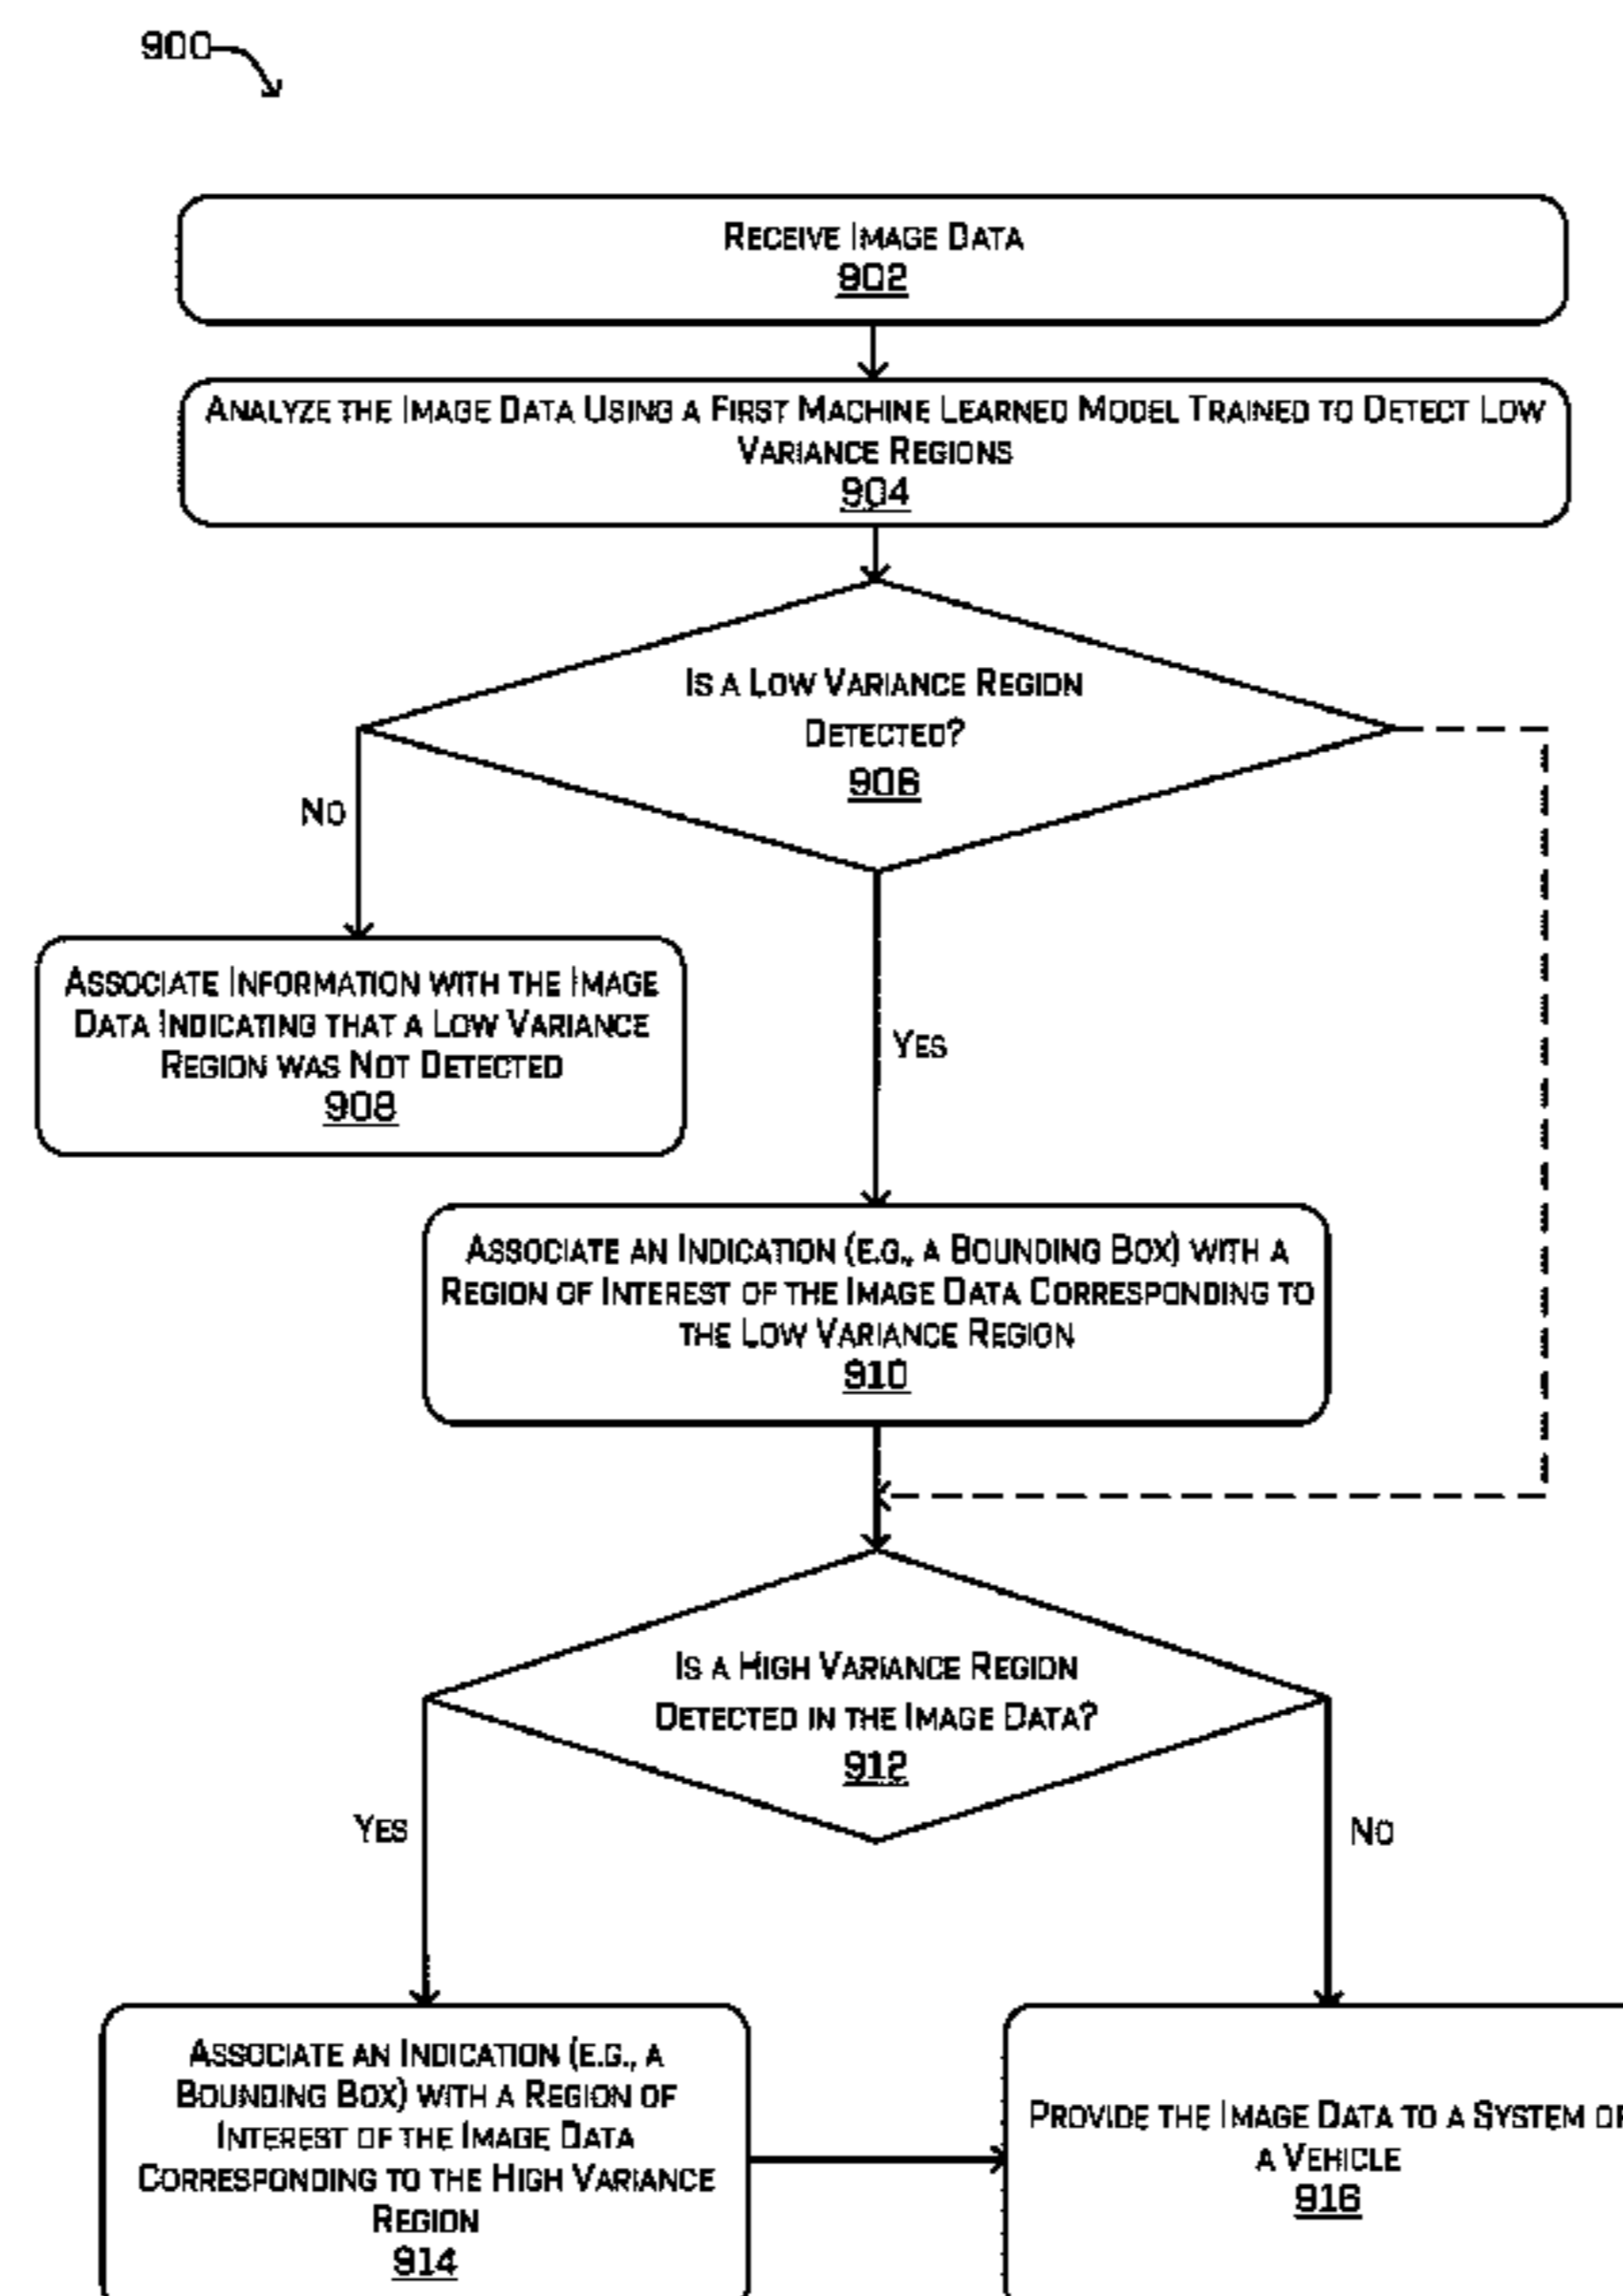 900
RECEIVE IMAGE DATA
902
ANALYZE THE IMAGE DATA USING A FIRST MACHINE LEARNED MODEL TRAINED TO DETECT LOW
VARIANCE REGIONS
904
IS A LOW VARIANCE REGION
DETECTED?
906
NO
YES
ASSOCIATE INFORMATION WITH THE IMAGE
DATA INDICATING THAT A LOW VARIANCE
REGION WAS NOT DETECTED
908
ASSOCIATE AN INDICATION (E.G., A BOUNDING BOX) WITH A
REGION OF INTEREST OF THE IMAGE DATA CORRESPONDING TO
THE LOW VARIANCE REGION
910
IS A HIGH VARIANCE REGION
DETECTED IN THE IMAGE DATA?
912
YES
NO
ASSOCIATE AN INDICATION (E.G., A
BOUNDING BOX) WITH A REGION OF
INTEREST OF THE IMAGE DATA
CORRESPONDING TO THE HIGH VARIANCE
REGION
914
PROVIDE THE IMAGE DATA TO A SYSTEM OF
A VEHICLE
916